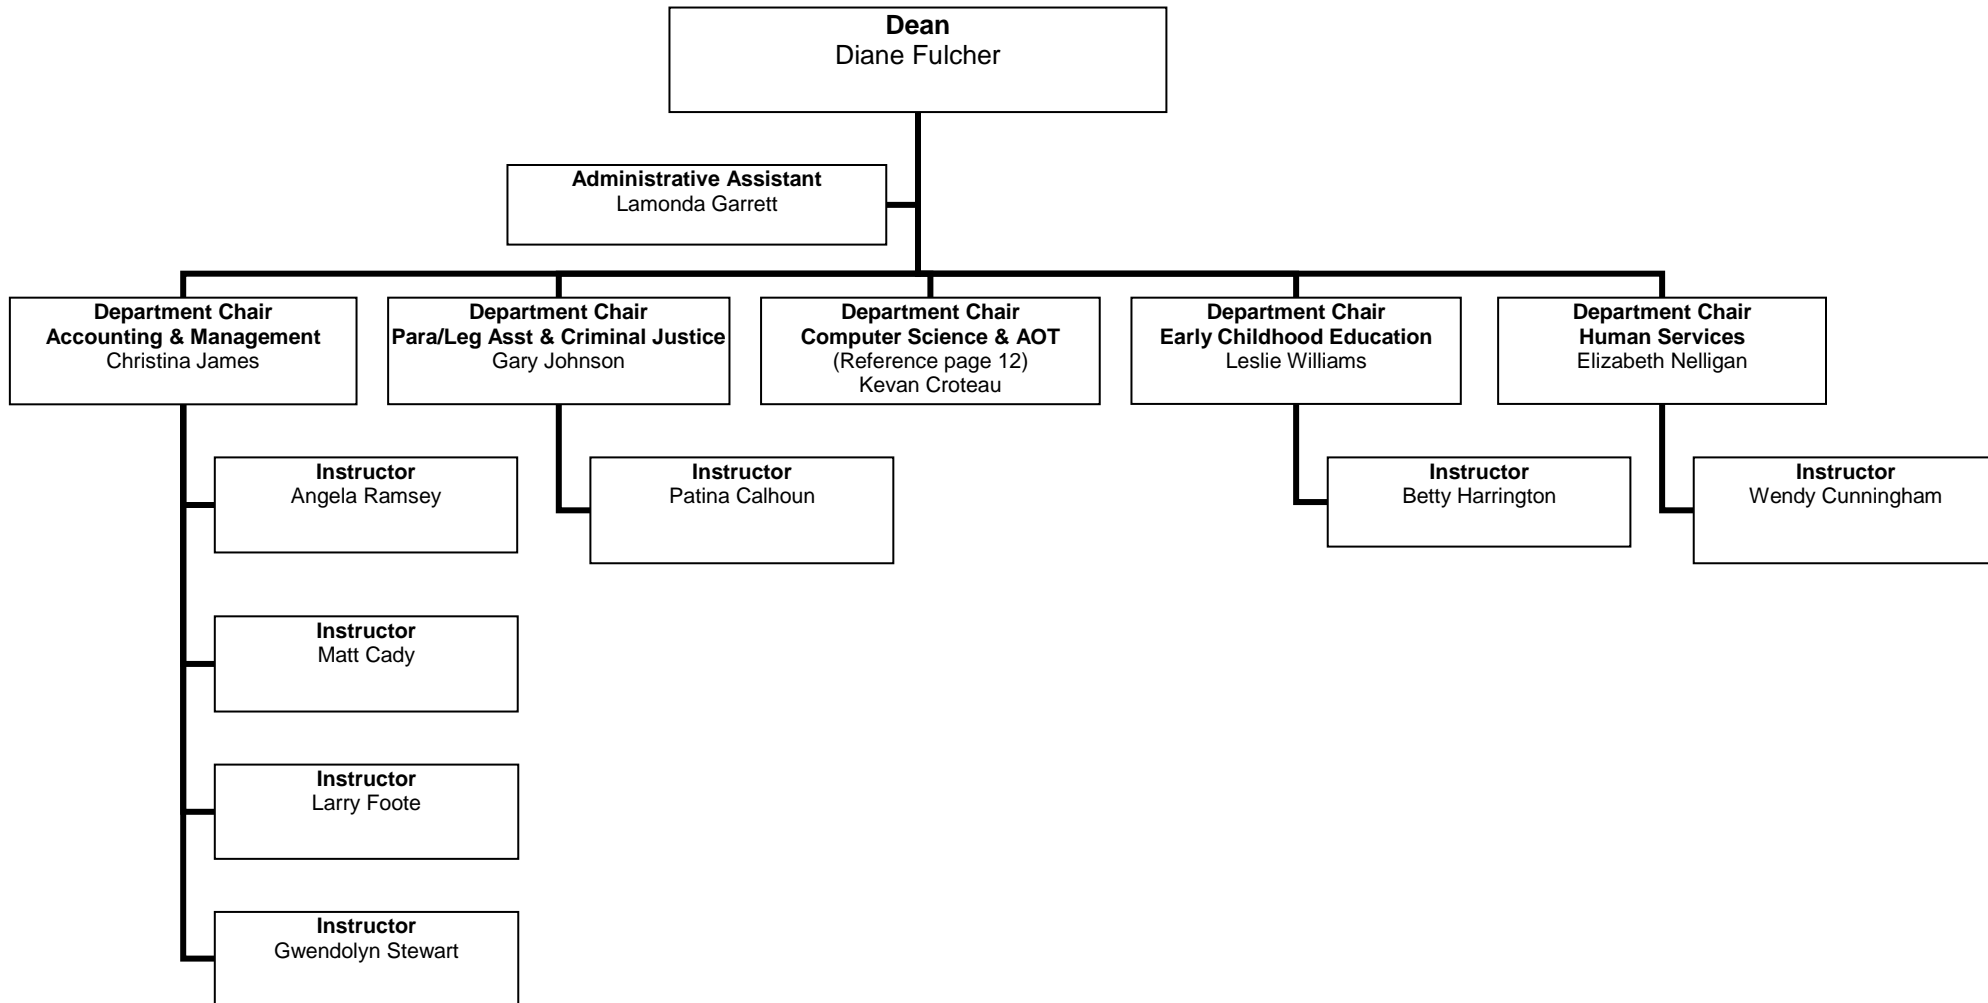 Dean
Diane Fulcher
Administrative Assistant
Lamonda Garrett
Department Chair
Accounting & Management
Christina James
Department Chair
Para/Leg Asst & Criminal Justice
Gary Johnson
Department Chair
Computer Science & AOT
(Reference page 12)
Kevan Croteau
Department Chair
Early Childhood Education
Leslie Williams
Department Chair
Human Services
Elizabeth Nelligan
Instructor
Angela Ramsey
Instructor
Patina Calhoun
Instructor
Betty Harrington
Instructor
Wendy Cunningham
Instructor
Matt Cady
Instructor
Larry Foote
Instructor
Gwendolyn Stewart